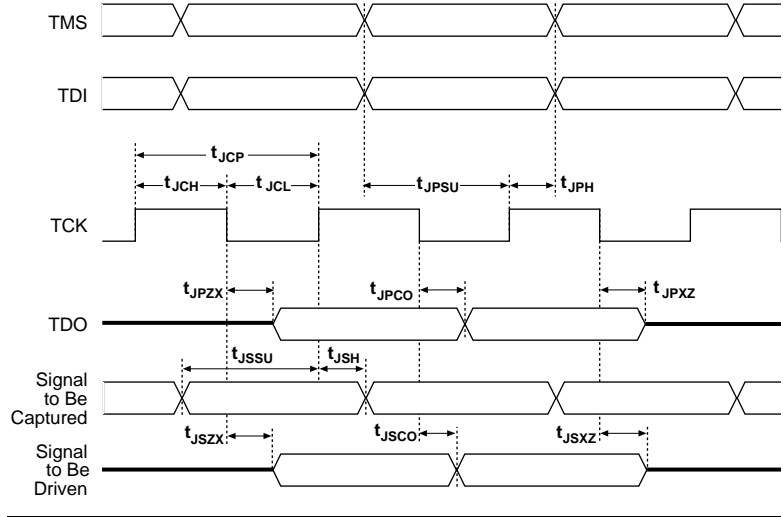 TMS
TDI
tJCP
tJCH
tJCL
tJPSU
tJPH
TCK
tJPZX
tJPCO
tJPXZ
TDO
tJSSU
tJSH
Signal
to Be
Captured
tJSZX
tJSCO
tJSXZ
Signal
to Be
Driven